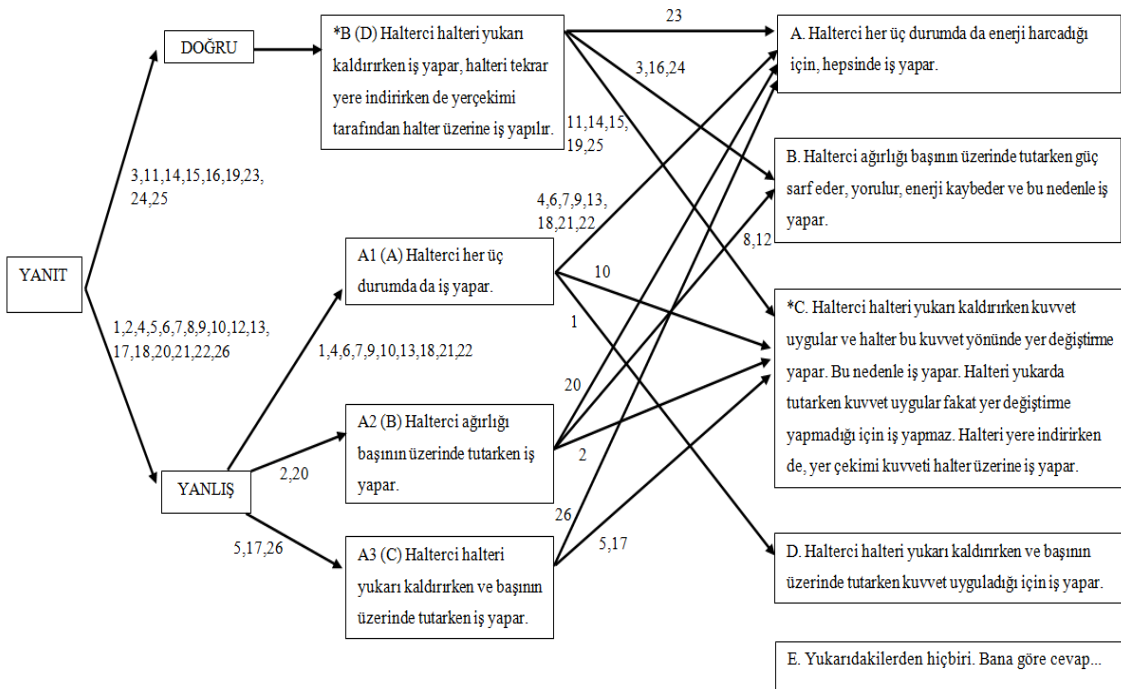 YANIT
DOĞRU
3,11,14,15,16,19,23,
24,25
1,2,4,5,6,7,8,9,10,12,13,
17,18,20,21,22,26
YANLIŞ
*B (D) Halterci halteri yukarı
kaldırırken iş yapar, halteri tekrar
yere indirirken de yerçekimi
tarafından halter üzerine iş yapılır.
1,4,6,7,9,10,13,18,21,22
A1 (A) Halterci her üç
durumda da iş yapar.
2,20
A2 (B) Halterci ağırlığı
başının üzerinde tutarken iş
yapar.
5,17,26
A3 (C) Halterci halteri
yukarı kaldırırken ve başının
üzerinde tutarken iş yapar.
23
3,16,24
11,14,15,
19,25
4,6,7,9,13,
18,21,22
10
1
8,12
20
2
26
5,17
A. Halterci her üç durumda da enerji harcadığı
için, hepsinde iş yapar.
B. Halterci ağırlığı başının üzerinde tutarken güç
sarf eder, yorulur, enerji kaybeder ve bu nedenle iş
yapar.
*C. Halterci halteri yukarı kaldırırken kuvvet
uygular ve halter bu kuvvet yönünde yer değiştirme
yapar. Bu nedenle iş yapar. Halteri yukarda
tutarken kuvvet uygular fakat yer değiştirme
yapmadığı için iş yapmaz. Halteri yere indirirken
de, yer çekimi kuvveti halter üzerine iş yapar.
D. Halterci halteri yukarı kaldırırken ve başının
üzerinde tutarken kuvvet uyguladığı için iş yapar.
E. Yukarıdakilerden hiçbiri. Bana göre cevap...